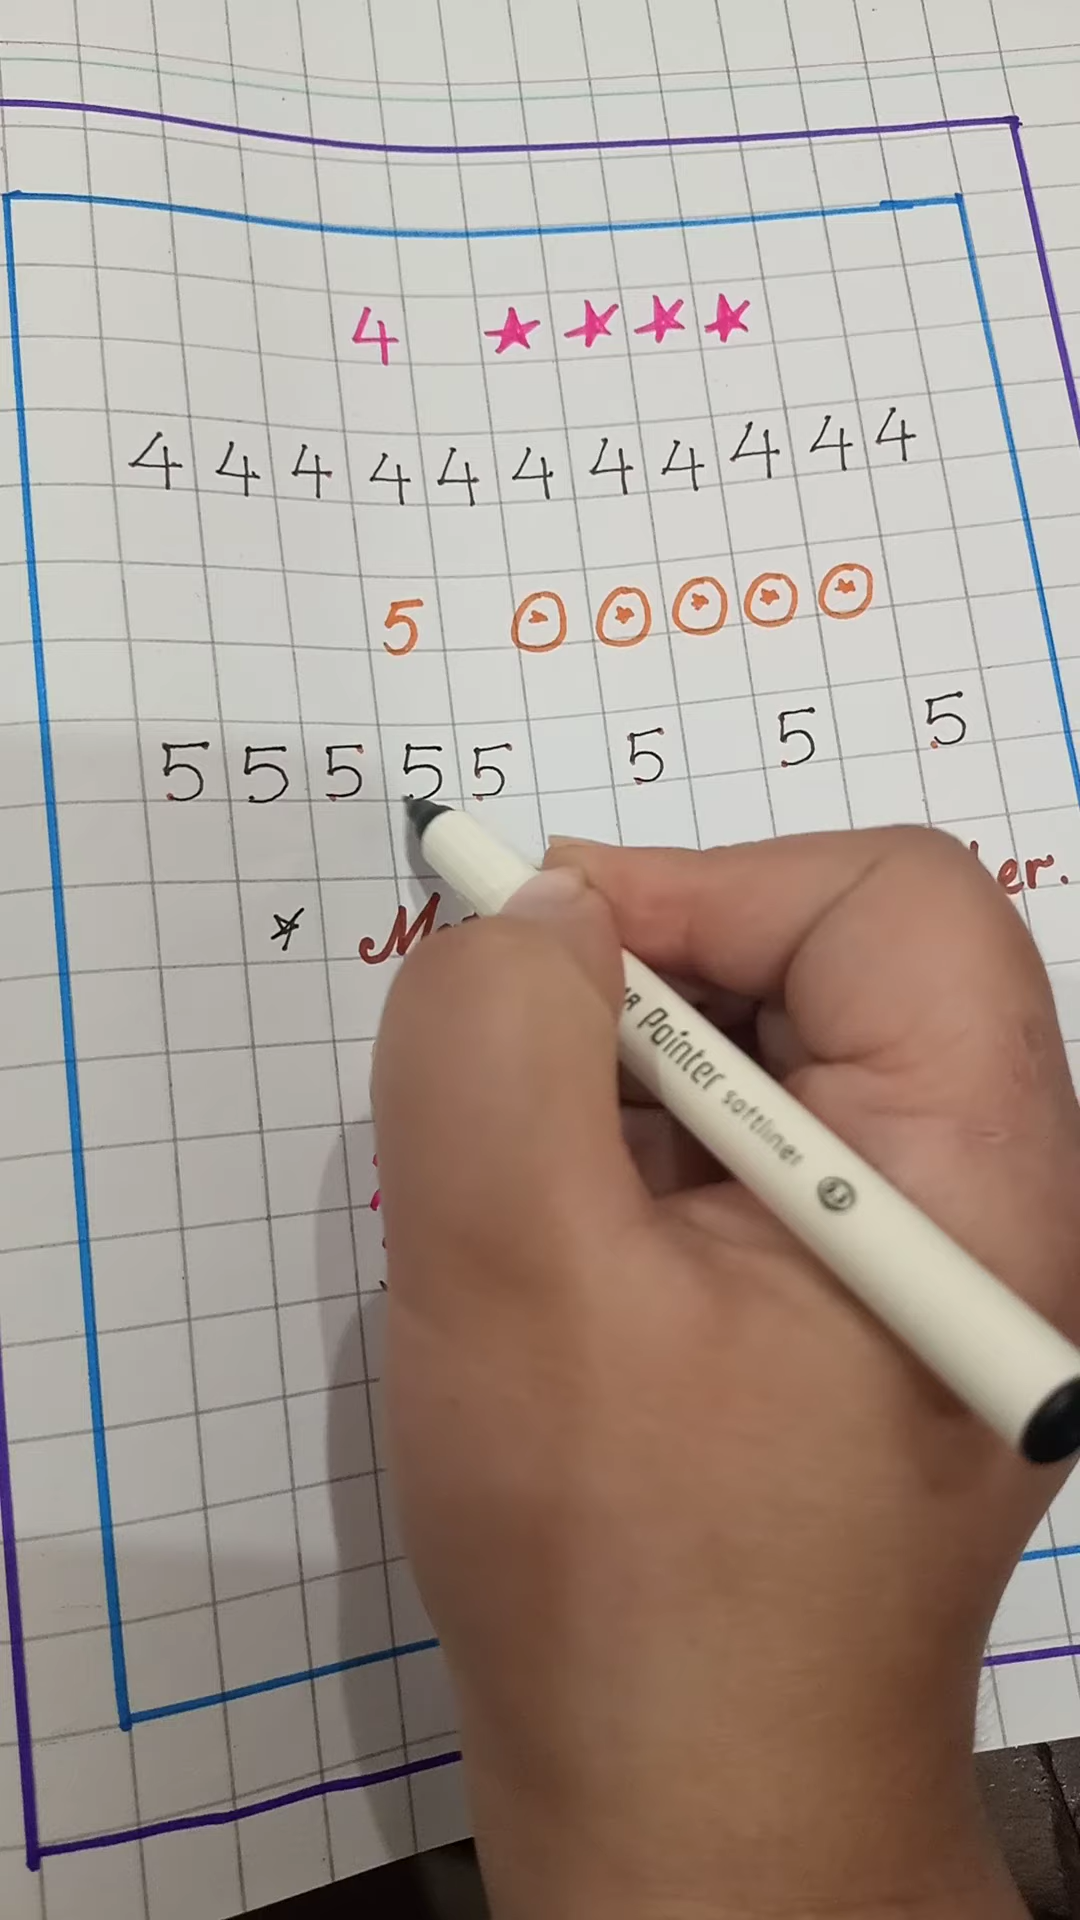 4 ★ ★ ★ ★
4 4 4 4 4 4 4 4 4 4 4
5
5 5 5 5 5 5 5 5
Painter softliner